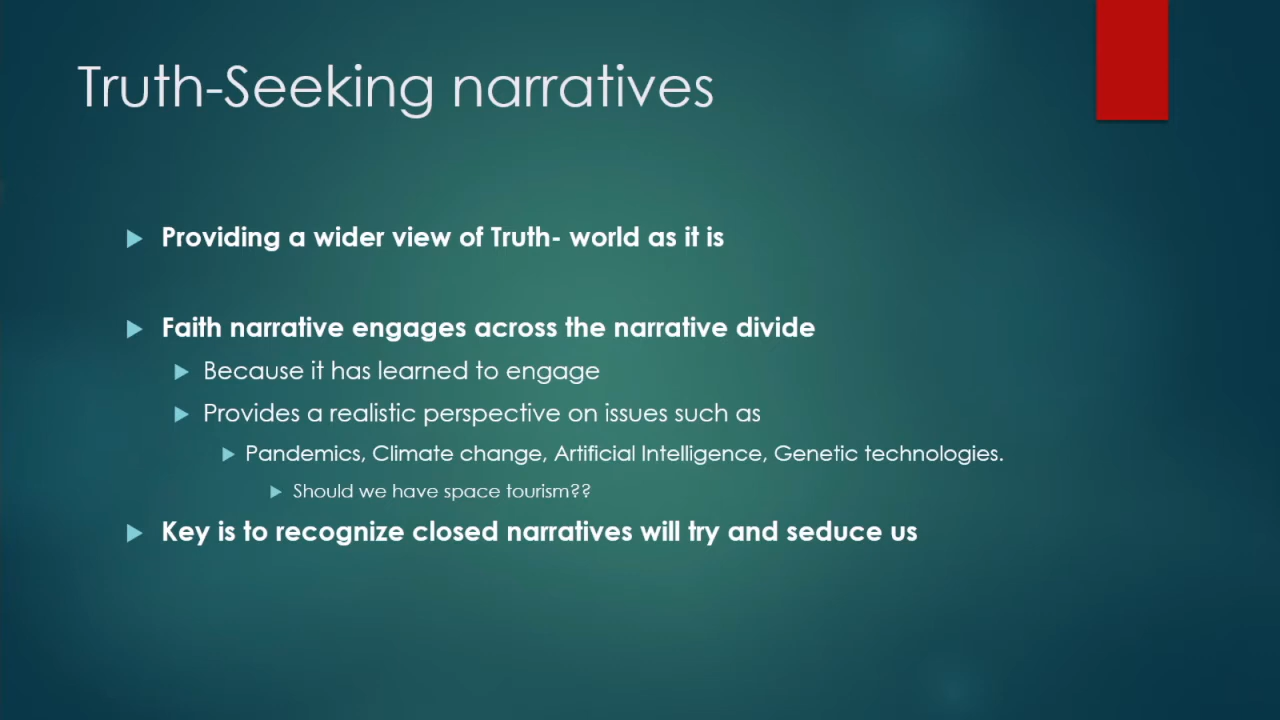 Truth-Seeking narratives
Providing a wider view of Truth- world as it is
Faith narrative engages across the narrative divide
Because it has learned to engage
Provides a realistic perspective on issues such as
Pandemics, Climate change, Artificial Intelligence, Genetic technologies.
Should we have space tourism??
Key is to recognize closed narratives will try and seduce us